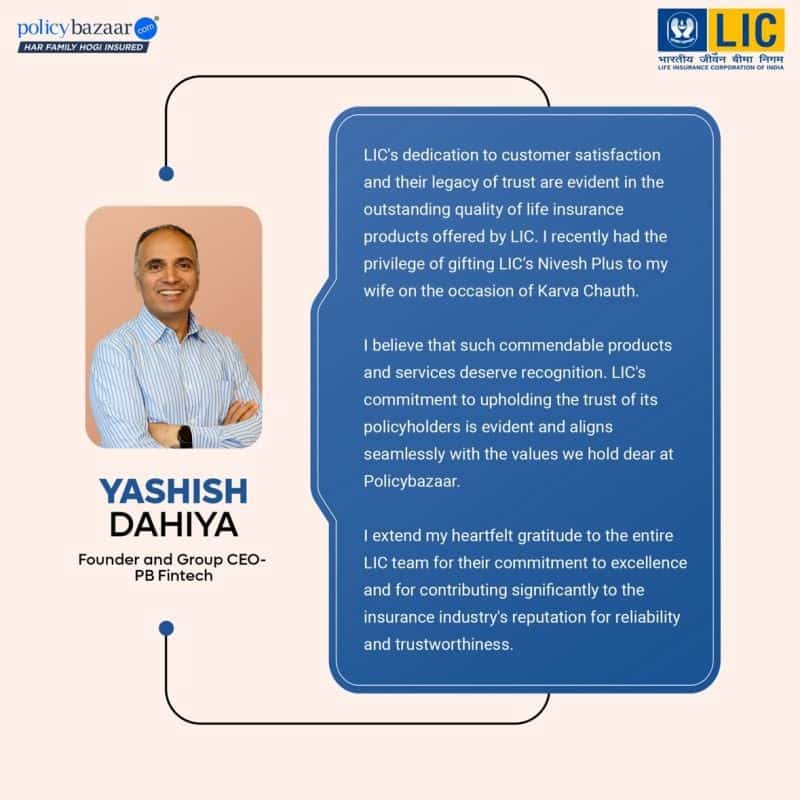 policybazaar.com
HAR FAMILY HOGI INSURED
LIC
भारतीय जीवन बीमा निगम
LIFE INSURANCE CORPORATION OF INDIA
LIC's dedication to customer satisfaction
and their legacy of trust are evident in the
outstanding quality of life insurance
products offered by LIC. I recently had the
privilege of gifting LIC's Nivesh Plus to my
wife on the occasion of Karva Chauth.
I believe that such commendable products
and services deserve recognition. LIC's
commitment to upholding the trust of its
policyholders is evident and aligns
seamlessly with the values we hold dear at
Policybazaar.
I extend my heartfelt gratitude to the entire
LIC team for their commitment to excellence
and for contributing significantly to the
insurance industry's reputation for reliability
and trustworthiness.
YASHISH
DAHIYA
Founder and Group CEO-
PB Fintech